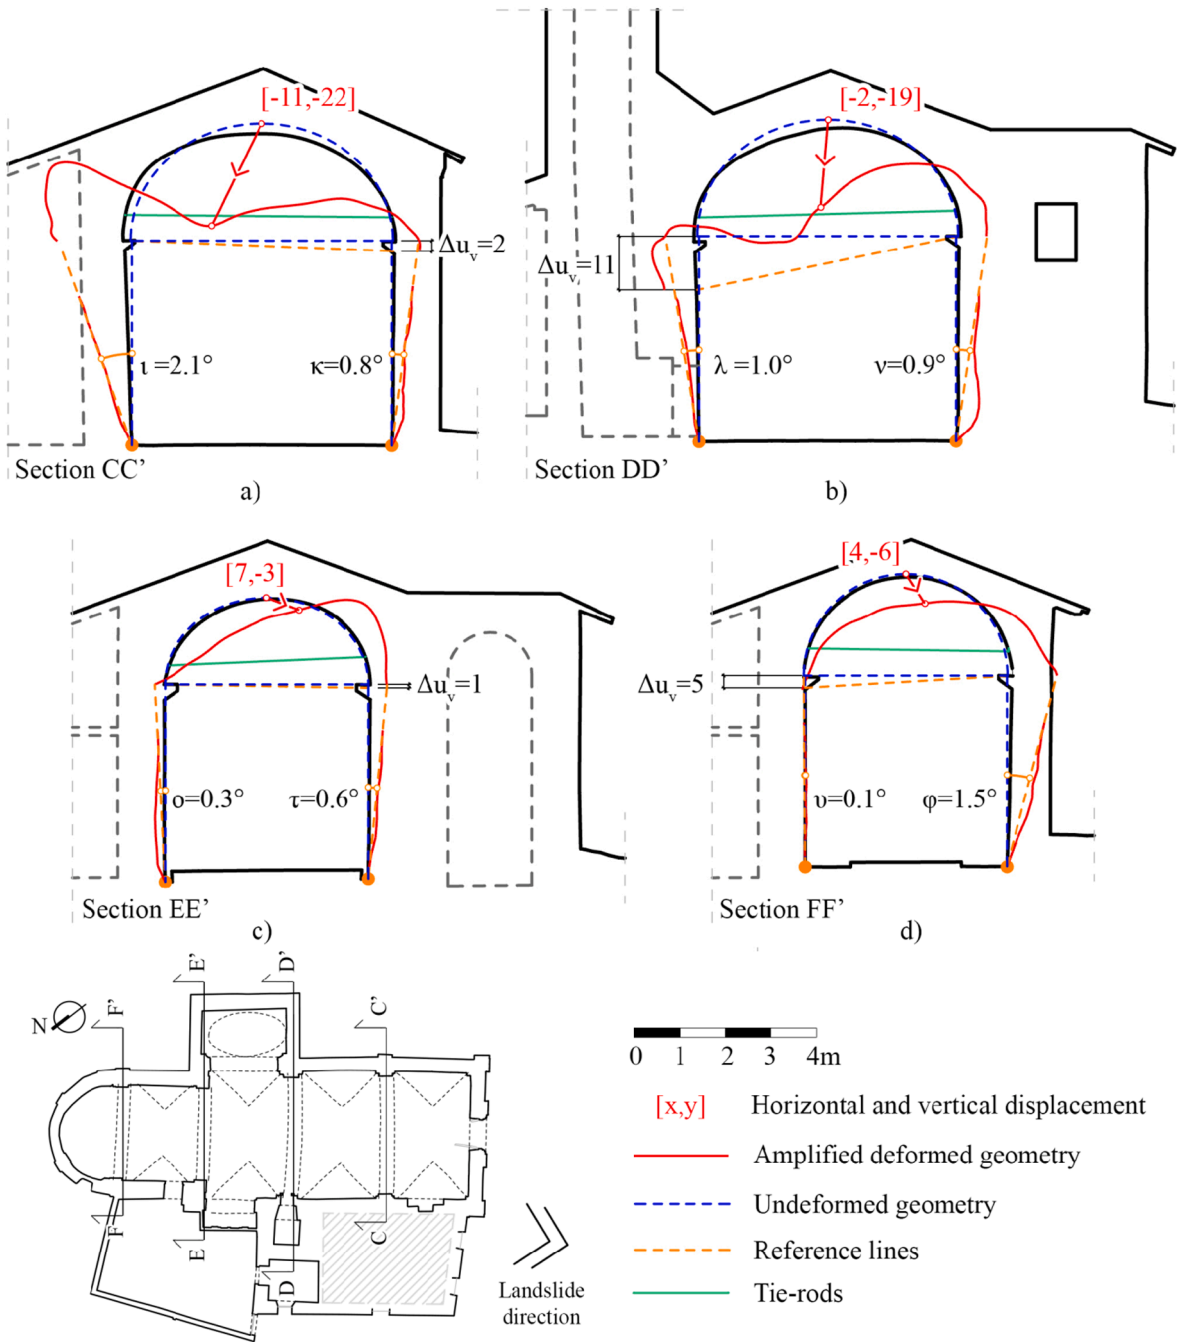 [-11,-22]
Δuv=2
ι=2.1°
κ=0.8°
Section CC’
a)
[-2,-19]
Δuv=11
λ=1.0°
ν=0.9°
Section DD’
b)
[7,-3]
Δuv=1
ο=0.3°
τ=0.6°
Section EE’
c)
[4,-6]
Δuv=5
υ=0.1°
φ=1.5°
Section FF’
d)
N
F’
E’
D’
C’
F
E
D
C
Landslide
direction
0 1 2 3 4m
[x,y] Horizontal and vertical displacement
Amplified deformed geometry
Undeformed geometry
Reference lines
Tie-rods